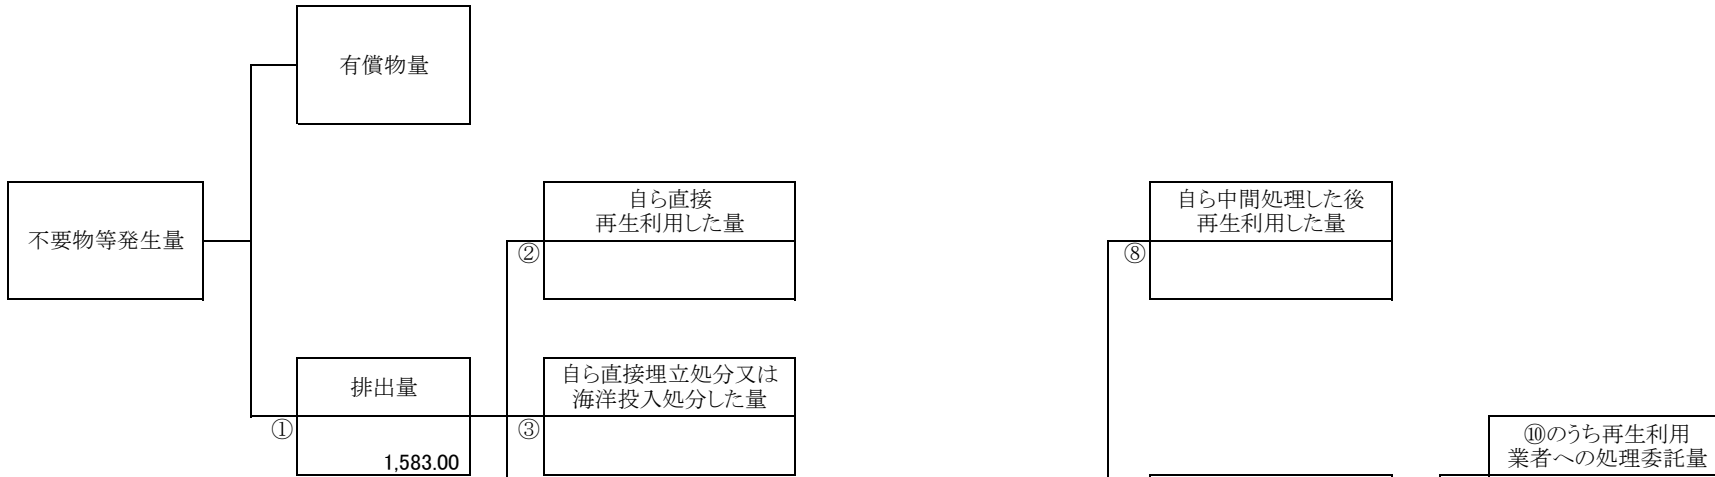 有償物量
不要物等発生量
自ら直接
再生利用した量
②
自ら中間処理した後
再生利用した量
⑧
排出量
①
1,583.00
自ら直接埋立処分又は
海洋投入処分した量
③
⑩のうち再生利用
業者への処理委託量